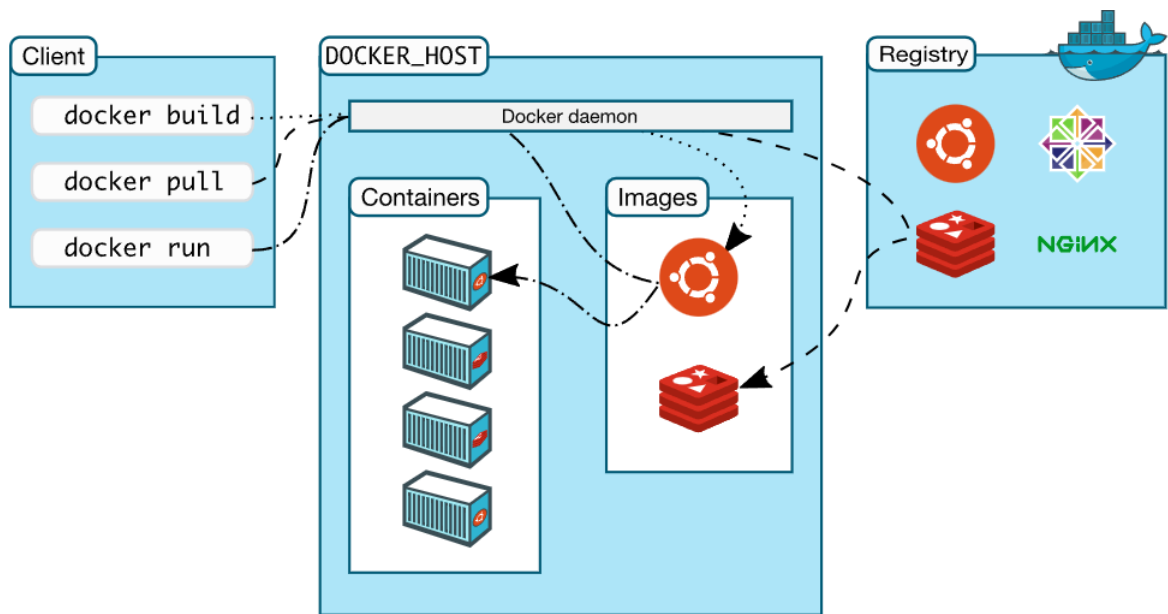 Client
docker build
docker pull
docker run
DOCKER_HOST
Docker daemon
Containers
Images
Registry
NGINX